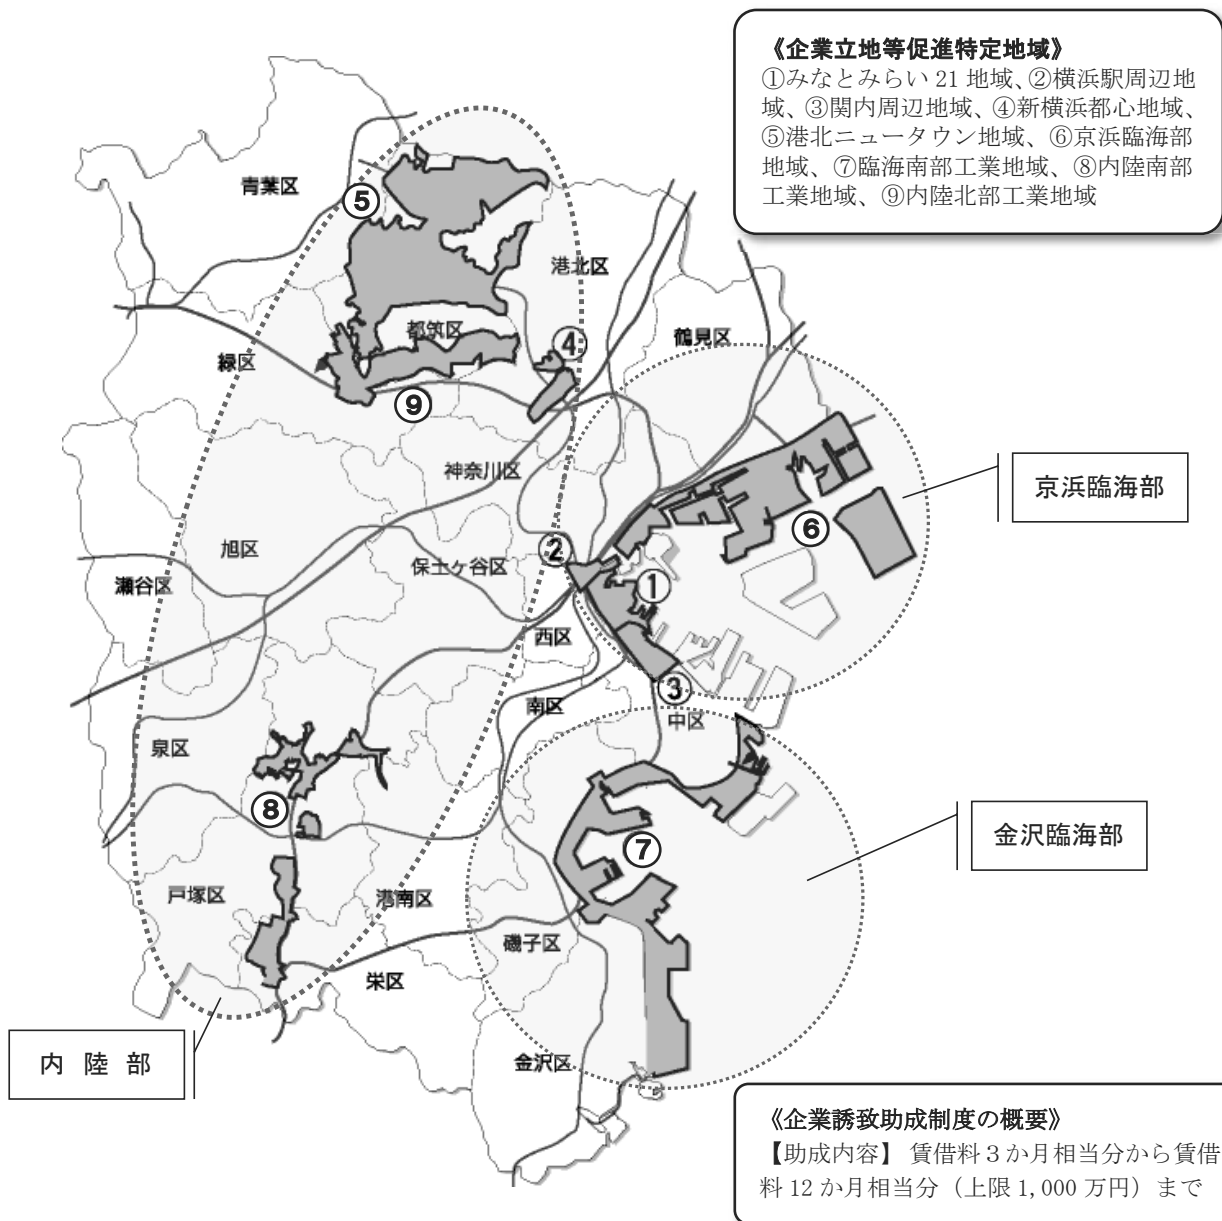 《企業立地等促進特定地域》
①みなとみらい 21 地域、②横浜駅周辺地
域、③関内周辺地域、④新横浜都心地域、
⑤港北ニュータウン地域、⑥京浜臨海部
地域、⑦臨海南部工業地域、⑧内陸南部
工業地域、⑨内陸北部工業地域
青葉区
⑤
港北区
都筑区
④
鶴見区
緑区
⑨
神奈川区
京浜臨海部
⑥
旭区
②
保土ヶ谷区
瀬谷区
①
西区
③
南区
中区
泉区
⑧
金沢臨海部
⑦
戸塚区
港南区
磯子区
栄区
内陸部
金沢区
《企業誘致助成制度の概要》
【助成内容】 賃借料３か月相当分から賃借
料 12 か月相当分（上限 1,000 万円）まで